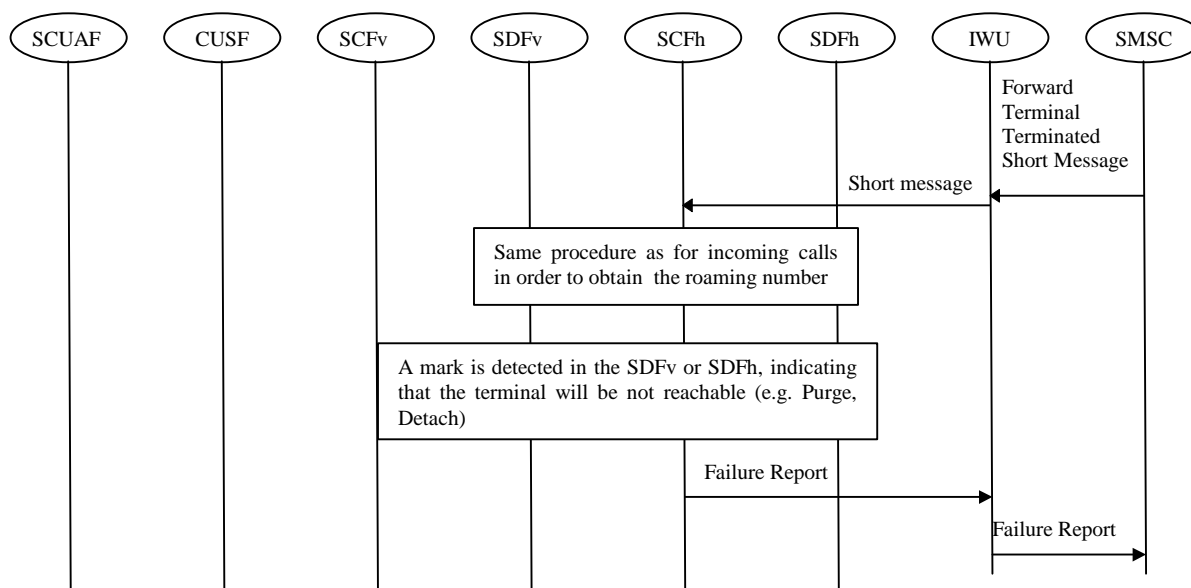 SCUAF
CUSF
SCFv
SDFv
SCFh
SDFh
IWU
SMSC
Forward
Terminal
Terminated
Short Message
Short message
Same procedure as for incoming calls
in order to obtain the roaming number
A mark is detected in the SDFv or SDFh, indicating
that the terminal will be not reachable (e.g. Purge,
Detach)
Failure Report
Failure Report